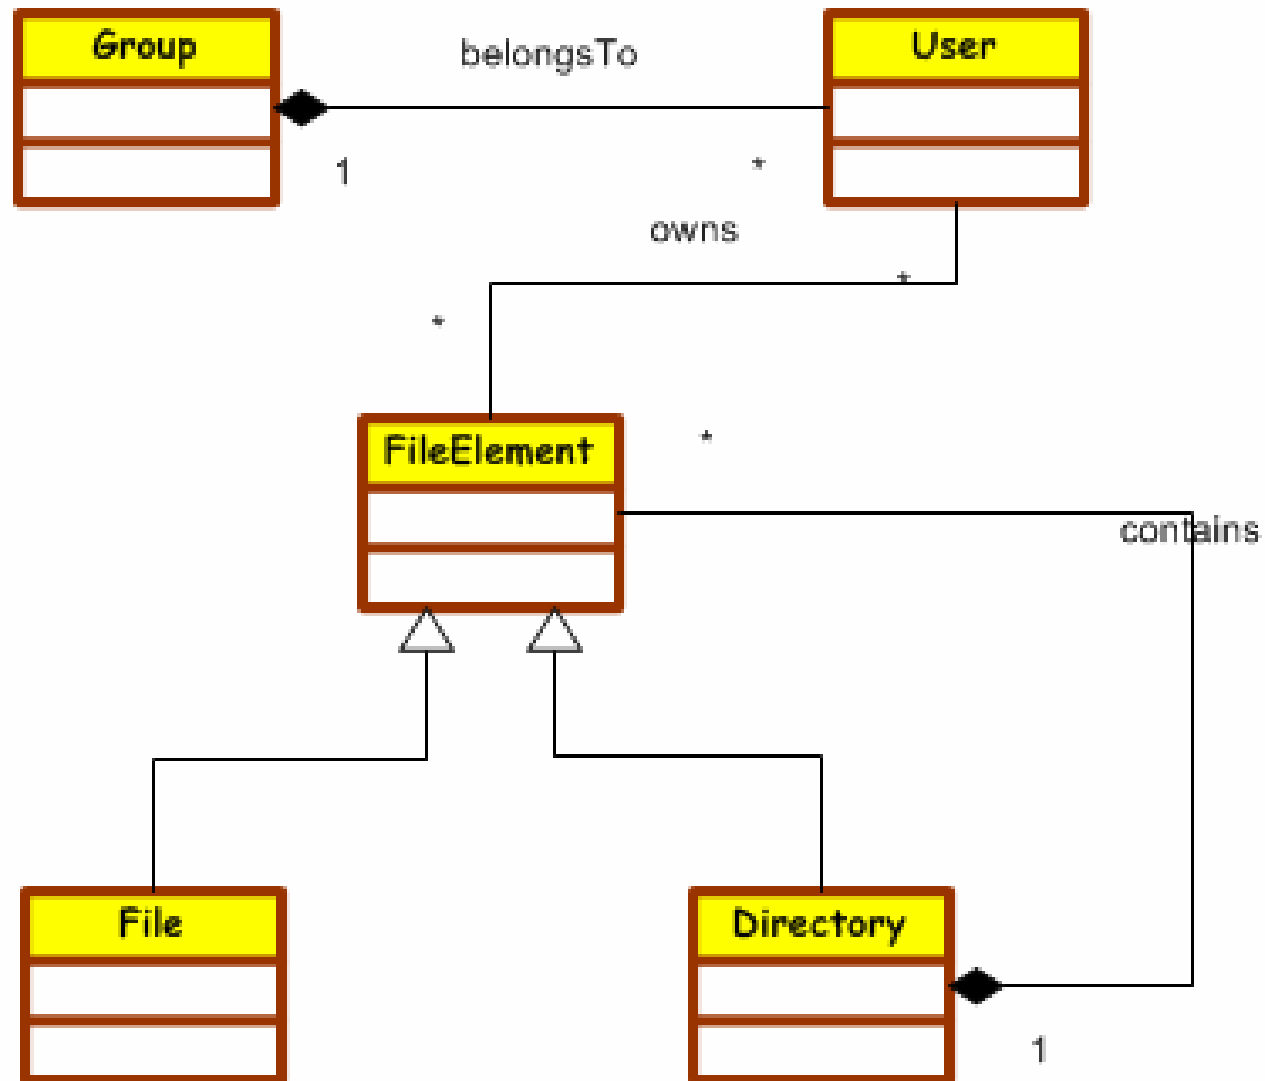 Group
belongsTo
User
1
*
owns
*
*
FileElement
*
contains
File
Directory
1